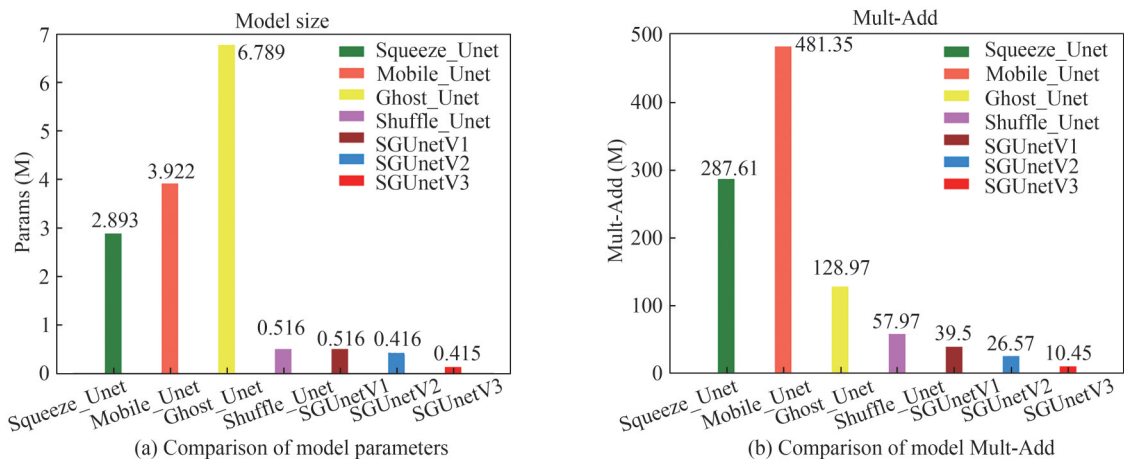 Model size
7
6
5
4
3
2
1
0
Params (M)
2.893
3.922
6.789
0.516
0.516
0.416
0.415
Squeeze_Unet
Mobile_Unet
Ghost_Unet
Shuffle_Unet
SGUnetV1
SGUnetV2
SGUnetV3
Squeeze_Unet
Mobile_Unet
Ghost_Unet
Shuffle_Unet
SGUnetV1
SGUnetV2
SGUnetV3
(a) Comparison of model parameters
Mult-Add
500
400
300
200
100
0
Mult-Add (M)
287.61
481.35
128.97
57.97
39.5
26.57
10.45
Squeeze_Unet
Mobile_Unet
Ghost_Unet
Shuffle_Unet
SGUnetV1
SGUnetV2
SGUnetV3
Squeeze_Unet
Mobile_Unet
Ghost_Unet
Shuffle_Unet
SGUnetV1
SGUnetV2
SGUnetV3
(b) Comparison of model Mult-Add